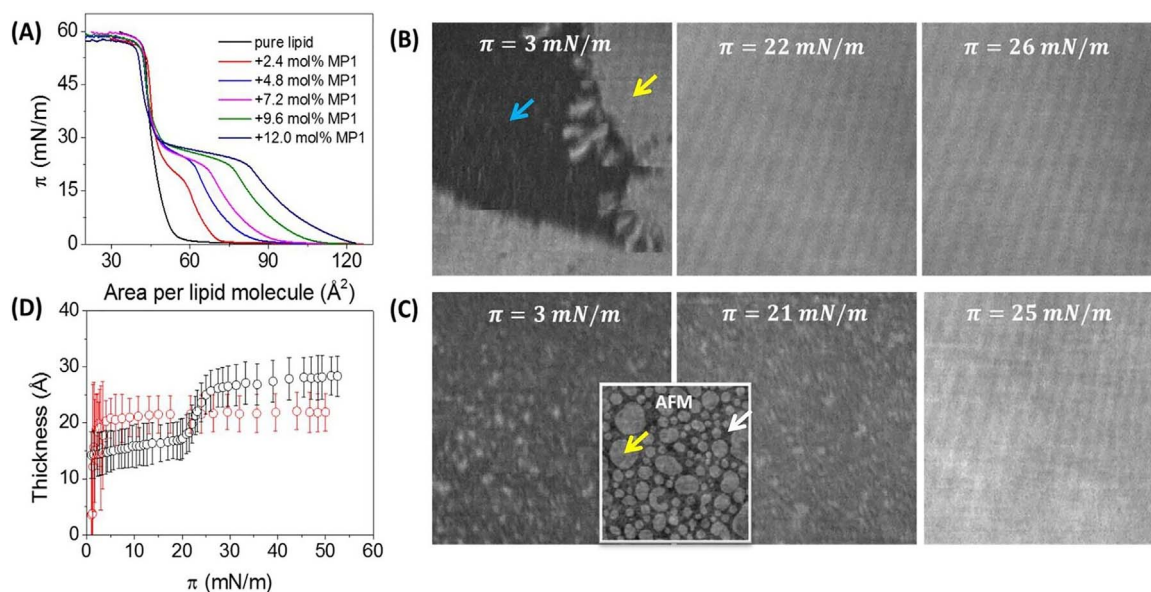 (A)
60
45
30
15
0
π (mN/m)
pure lipid
+2.4 mol% MP1
+4.8 mol% MP1
+7.2 mol% MP1
+9.6 mol% MP1
+12.0 mol% MP1
30 60 90 120
Area per lipid molecule (Å²)
(B)
π = 3 mN/m
π = 22 mN/m
π = 26 mN/m
(D)
40
30
20
10
0
Thickness (Å)
0 10 20 30 40 50 60
π (mN/m)
(C)
π = 3 mN/m
π = 21 mN/m
π = 25 mN/m
AFM